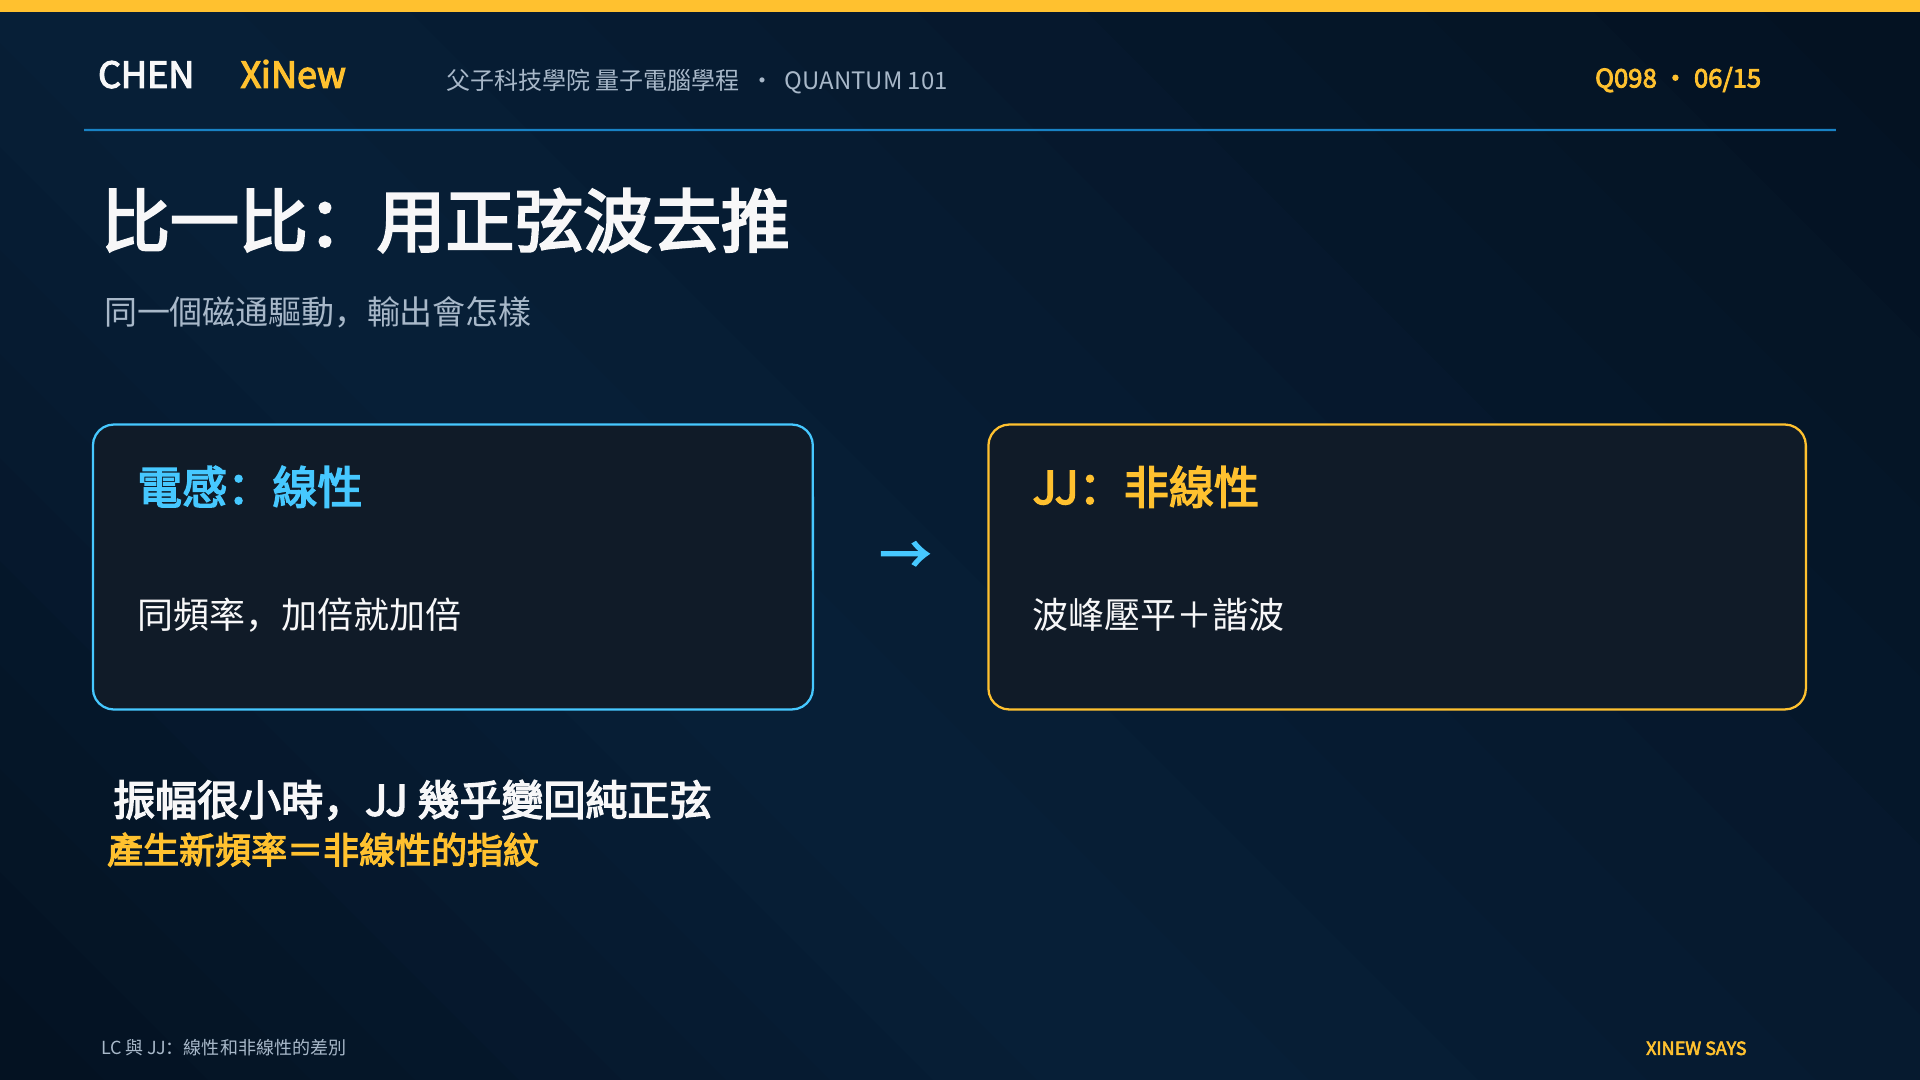 CHEN XiNew 父子科技學院 量子電腦學程 · QUANTUM 101 Q098 · 06/15
比一比：用正弦波去推
同一個磁通驅動，輸出會怎樣
電感：線性
同頻率，加倍就加倍
→
JJ：非線性
波峰壓平＋諧波
振幅很小時，JJ 幾乎變回純正弦
產生新頻率＝非線性的指紋
LC 與 JJ：線性和非線性的差別 XINEW SAYS